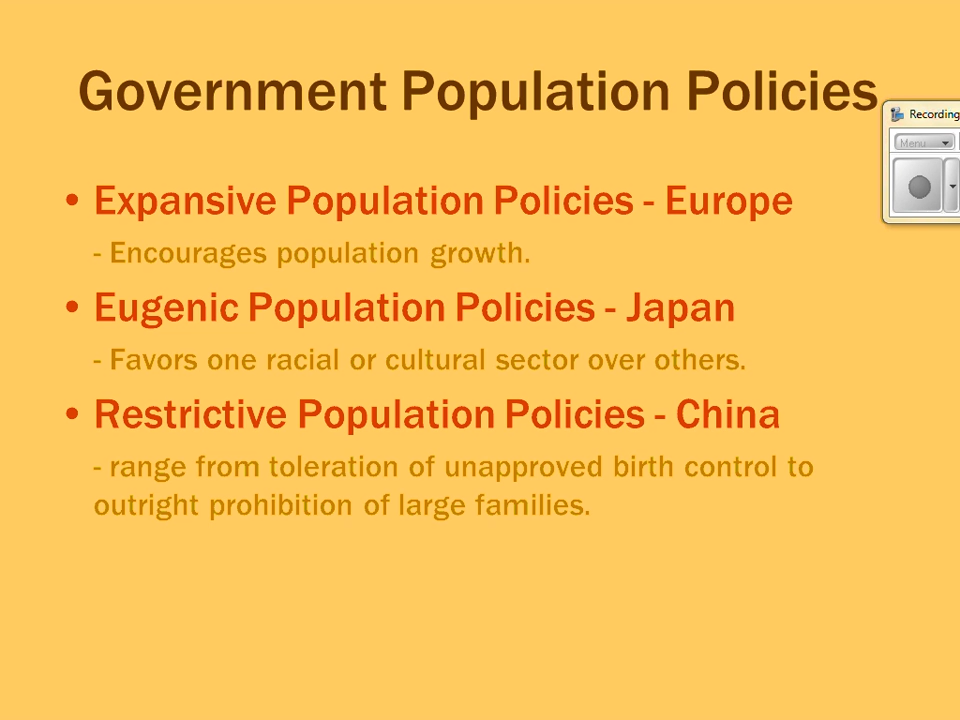 Government Population Policies
Recording
Menu
• Expansive Population Policies - Europe
- Encourages population growth.
• Eugenic Population Policies - Japan
- Favors one racial or cultural sector over others.
• Restrictive Population Policies - China
- range from toleration of unapproved birth control to
outright prohibition of large families.